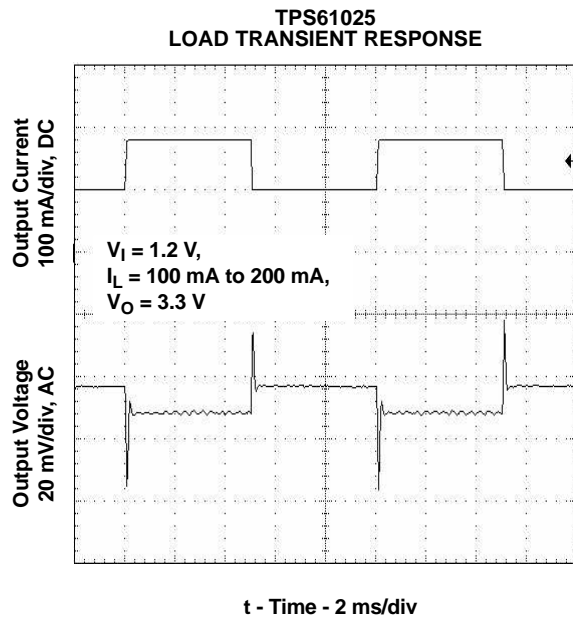 TPS61025
LOAD TRANSIENT RESPONSE
Output Current
100 mA/div, DC
V_I = 1.2 V,
I_L = 100 mA to 200 mA,
V_O = 3.3 V
Output Voltage
20 mV/div, AC
t - Time - 2 ms/div